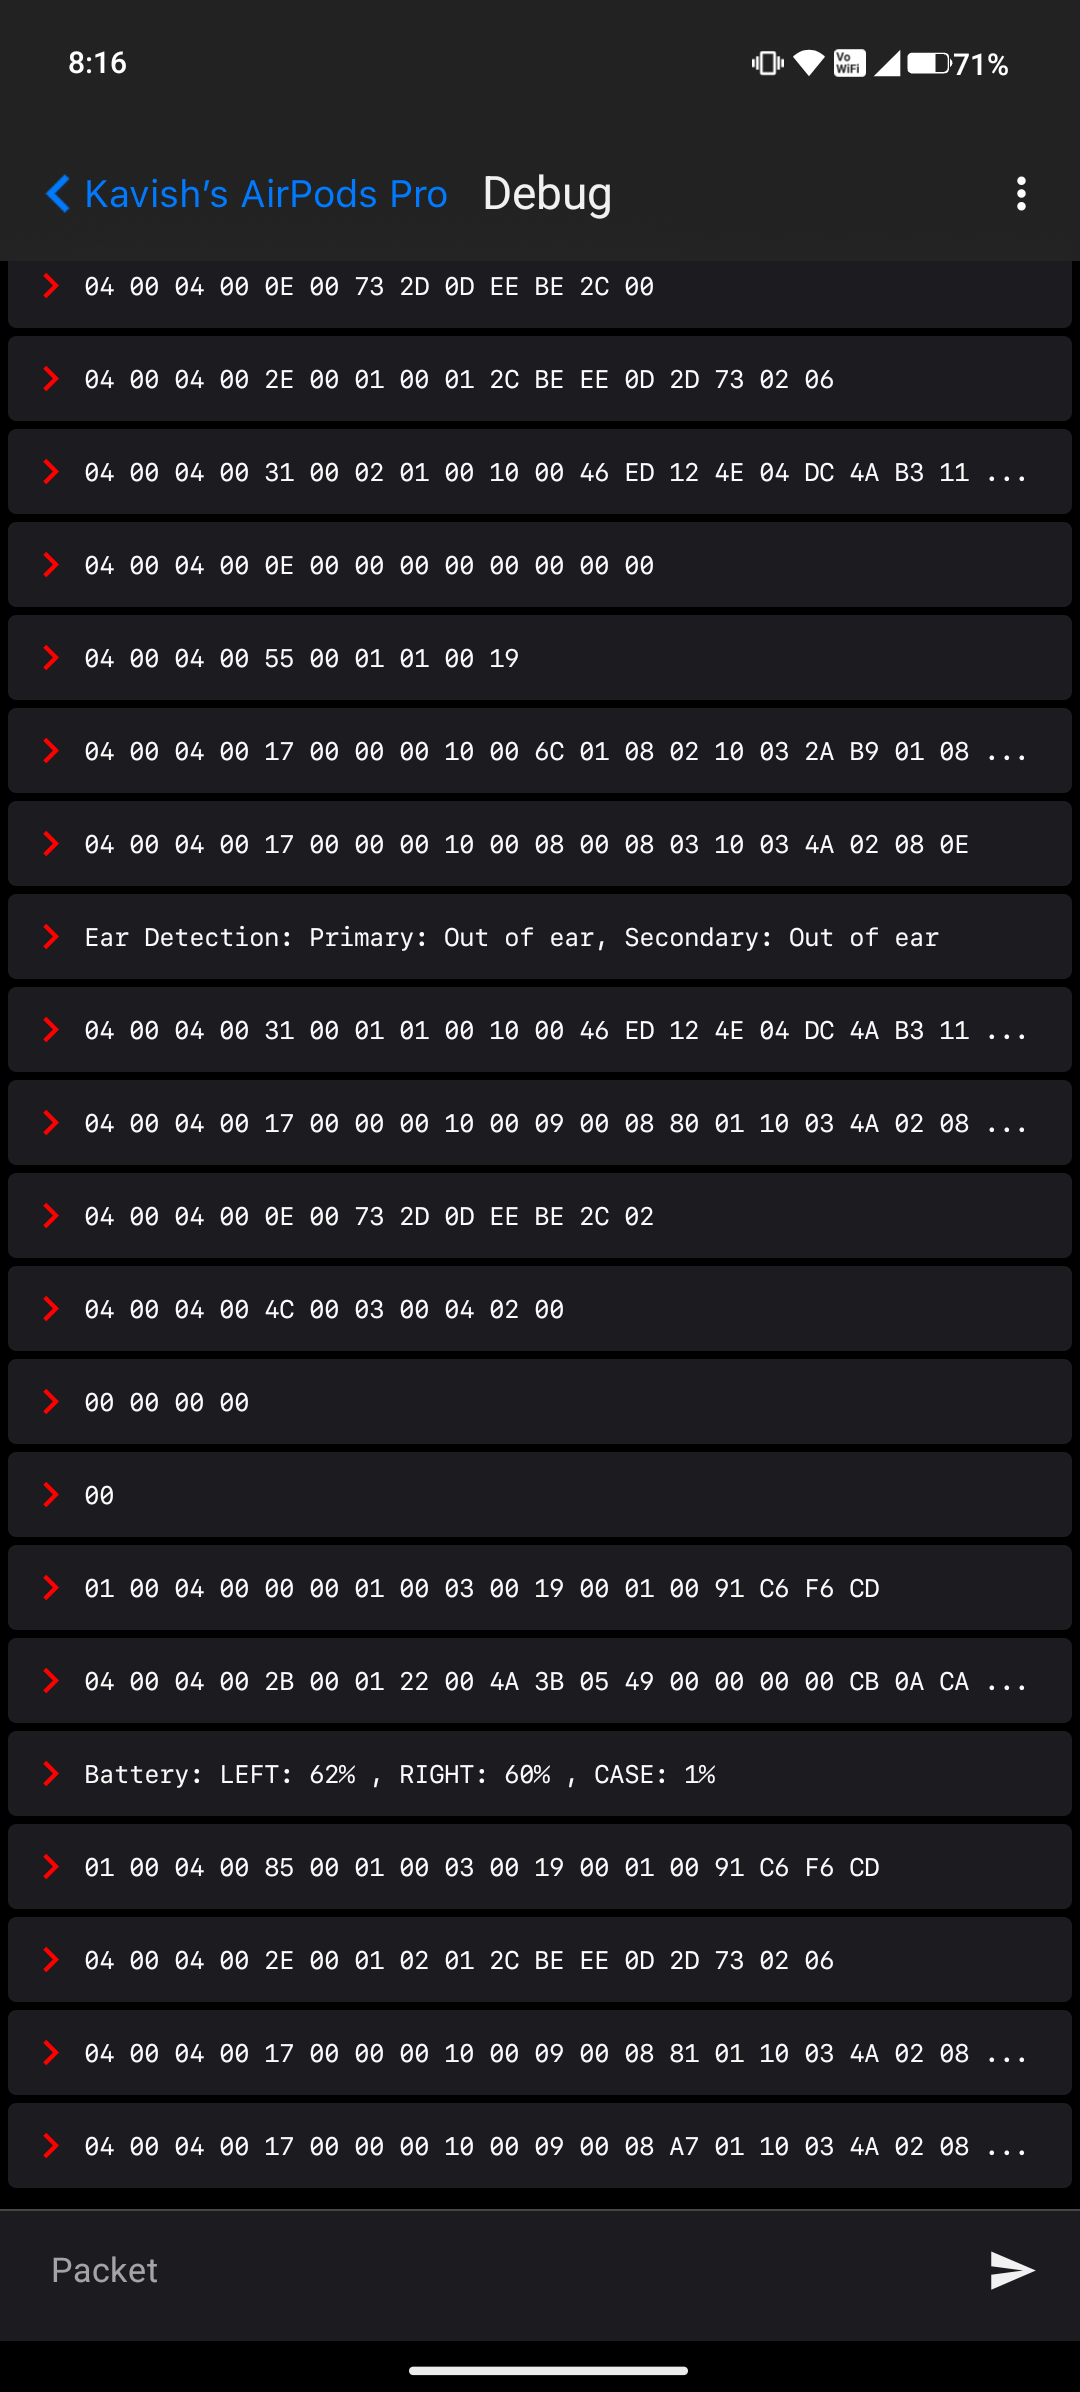 8:16
Vo WiFi
71%
Kavish's AirPods Pro Debug
04 00 04 00 0E 00 73 2D 0D EE BE 2C 00
04 00 04 00 2E 00 01 00 01 2C BE EE 0D 2D 73 02 06
04 00 04 00 31 00 02 01 00 10 00 46 ED 12 4E 04 DC 4A B3 11 ...
04 00 04 00 0E 00 00 00 00 00 00 00 00
04 00 04 00 55 00 01 01 00 19
04 00 04 00 17 00 00 00 10 00 6C 01 08 02 10 03 2A B9 01 08 ...
04 00 04 00 17 00 00 00 10 00 08 00 08 03 10 03 4A 02 08 0E
Ear Detection: Primary: Out of ear, Secondary: Out of ear
04 00 04 00 31 00 01 01 00 10 00 46 ED 12 4E 04 DC 4A B3 11 ...
04 00 04 00 17 00 00 00 10 00 09 00 08 80 01 10 03 4A 02 08 ...
04 00 04 00 0E 00 73 2D 0D EE BE 2C 02
04 00 04 00 4C 00 03 00 04 02 00
00 00 00 00
00
01 00 04 00 00 00 01 00 03 00 19 00 01 00 91 C6 F6 CD
04 00 04 00 2B 00 01 22 00 4A 3B 05 49 00 00 00 00 CB 0A CA ...
Battery: LEFT: 62% , RIGHT: 60% , CASE: 1%
01 00 04 00 85 00 01 00 03 00 19 00 01 00 91 C6 F6 CD
04 00 04 00 2E 00 01 02 01 2C BE EE 0D 2D 73 02 06
04 00 04 00 17 00 00 00 10 00 09 00 08 81 01 10 03 4A 02 08 ...
04 00 04 00 17 00 00 00 10 00 09 00 08 A7 01 10 03 4A 02 08 ...
Packet